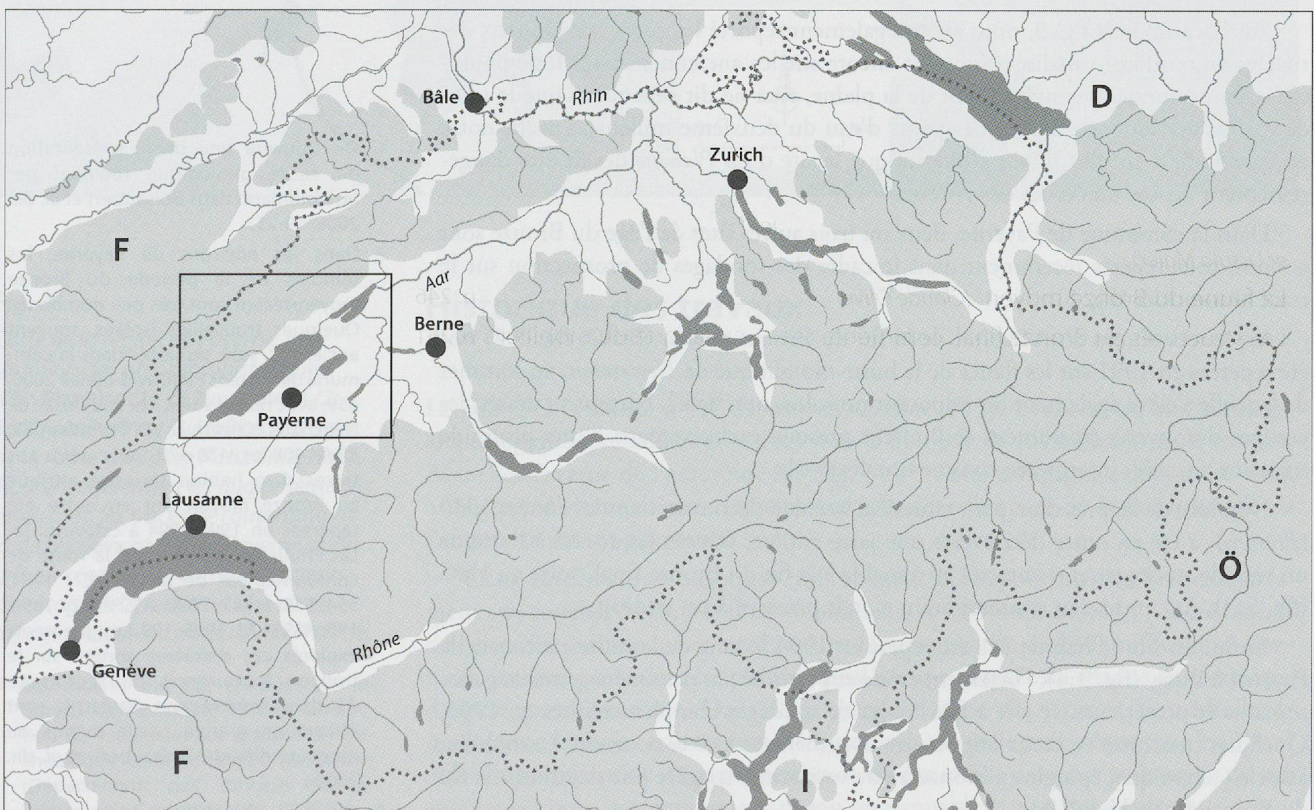 Bâle
Rhin
D
Zurich
F
Aar
Berne
Payerne
Lausanne
Ö
Rhône
Genève
F
I